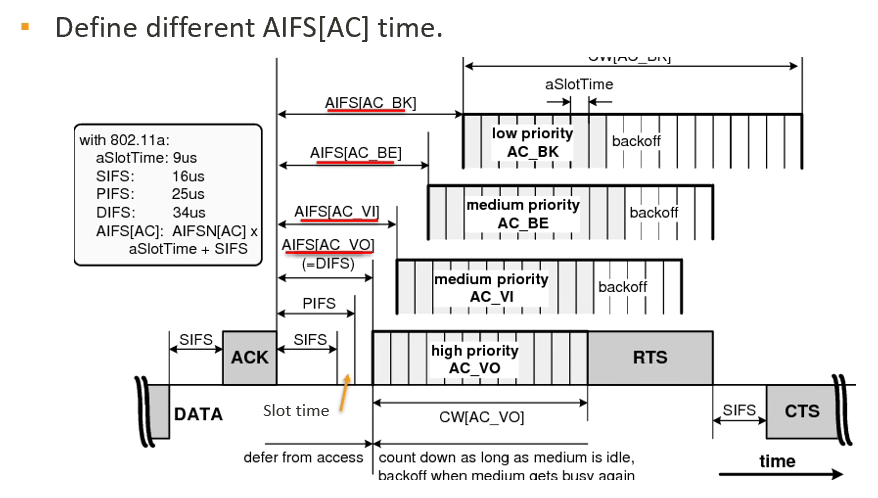 ▪ Define different AIFS[AC] time.
CW[AC_BK]
aSlotTime
AIFS[AC_BK]
with 802.11a:
aSlotTime: 9us
SIFS: 16us
PIFS: 25us
DIFS: 34us
AIFS[AC]: AIFSN[AC] x
aSlotTime + SIFS
low priority
AC_BK
backoff
AIFS[AC_BE]
medium priority
AC_BE
backoff
AIFS[AC_VI]
AIFS[AC_VO]
(=DIFS)
medium priority
AC_VI
backoff
PIFS
SIFS
ACK
SIFS
high priority
AC_VO
RTS
DATA
Slot time
CW[AC_VO]
SIFS
CTS
defer from access
count down as long as medium is idle,
backoff when medium gets busy again
time